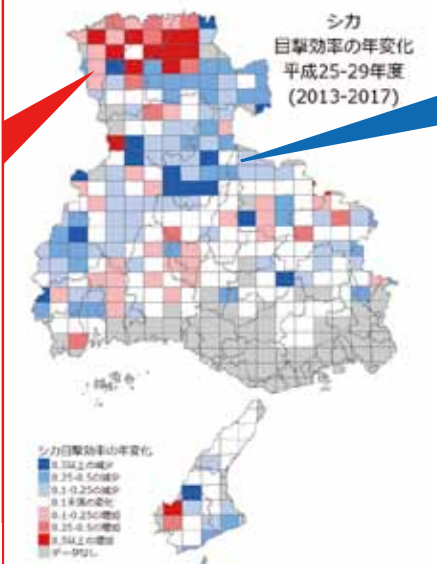 シカ
目撃効率の年変化
平成25-29年度
(2013-2017)
シカ目撃効率の年変化
0.5以上の減少
0.25-0.5の減少
0.1-0.25の減少
0.1未満の変化
0.1-0.25の増加
0.25-0.5の増加
0.5以上の増加
データなし